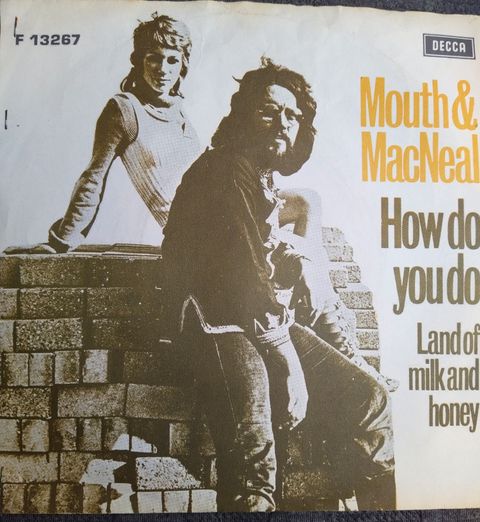 F 13267
DECCA
Mouth &
MacNeal
How do
you do
Land of
milk and
honey